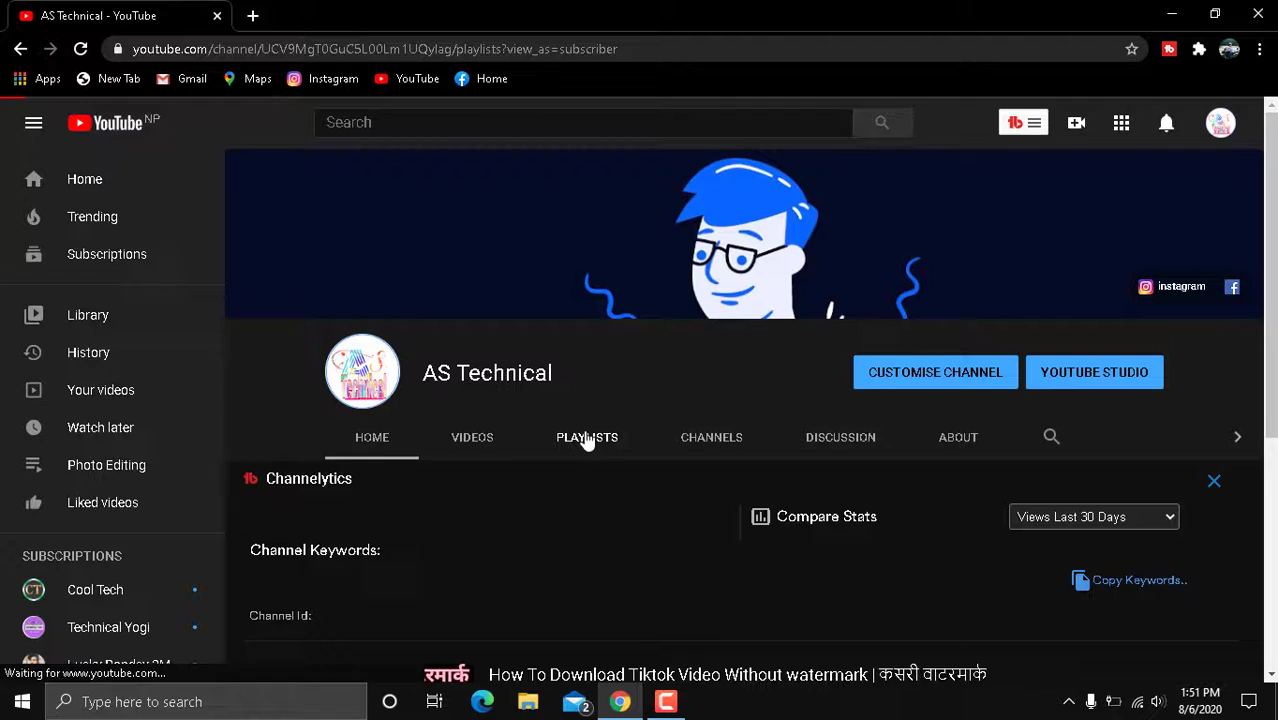 AS Technical - YouTube
youtube.com/channel/UCV9MgT0GuC5L00Lm1UQylag/playlists?view_as=subscriber
Apps New Tab Gmail Maps Instagram YouTube Home
YouTube NP
Search
tb
Home
Trending
Subscriptions
instagram
Library
History
Your videos
Watch later
Photo Editing
Liked videos
AS Technical
CUSTOMISE CHANNEL YOUTUBE STUDIO
HOME VIDEOS PLAYLISTS CHANNELS DISCUSSION ABOUT
tb Channelytics
Compare Stats Views Last 30 Days
Channel Keywords:
Copy Keywords..
Channel Id:
SUBSCRIPTIONS
CT Cool Tech
Technical Yogi
Waiting for www.youtube.com...
रमार्क How To Download Tiktok Video Without watermark | कसरी वाटरमार्क
Type here to search
2
1:51 PM
8/6/2020